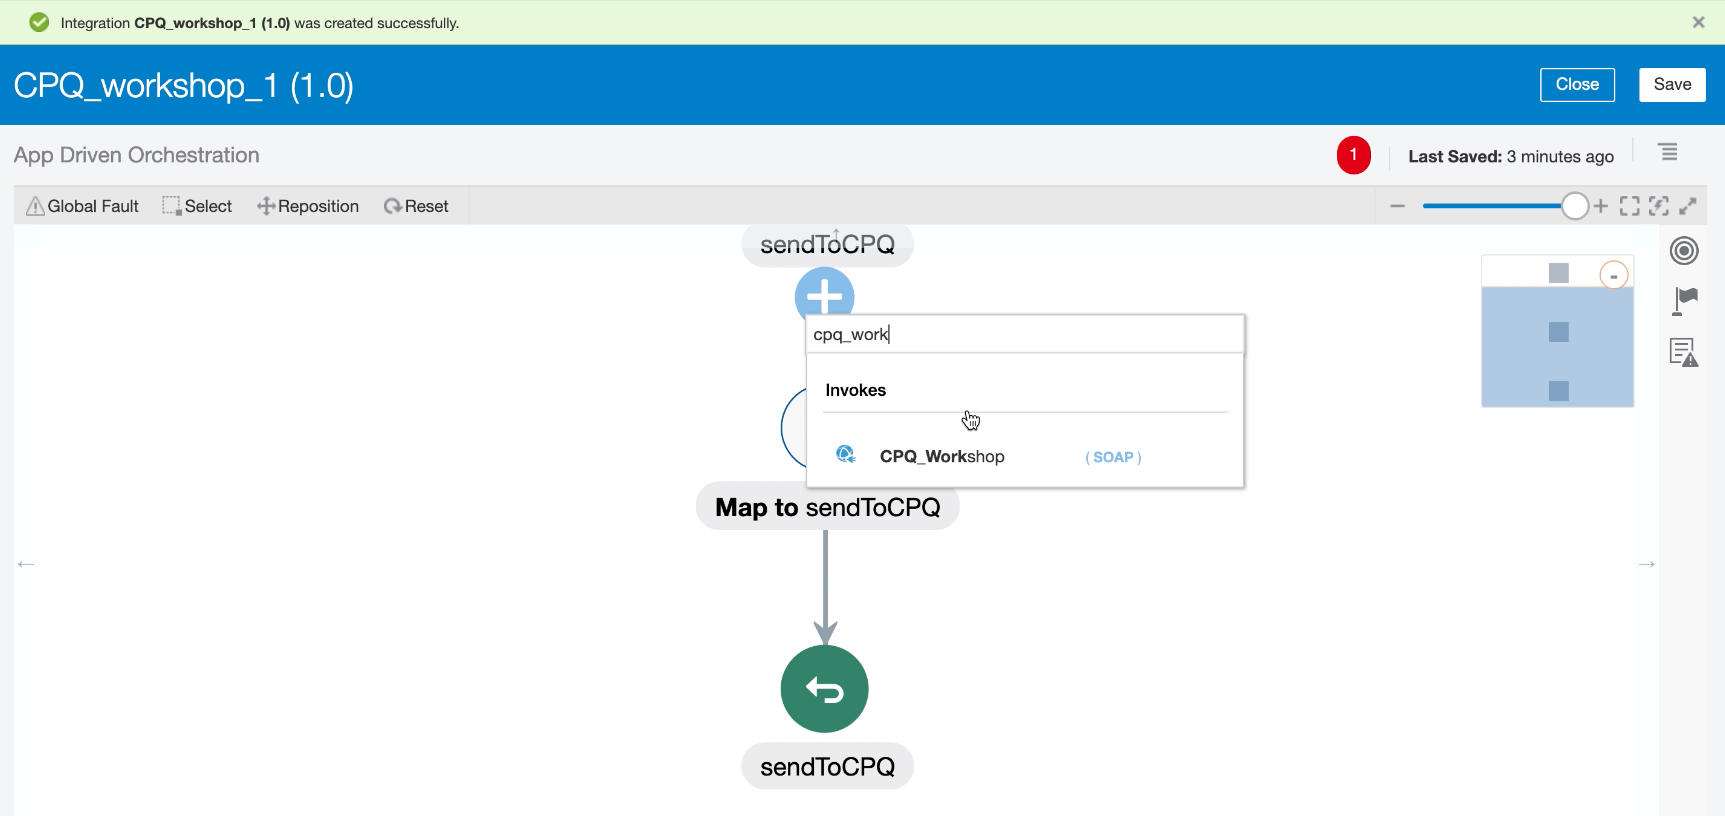 Integration CPQ_workshop_1 (1.0) was created successfully.
CPQ_workshop_1 (1.0)
Close
Save
App Driven Orchestration
1
Last Saved: 3 minutes ago
Global Fault
Select
Reposition
Reset
sendToCPQ
cpq_work
Invokes
CPQ_Workshop
( SOAP )
Map to sendToCPQ
sendToCPQ